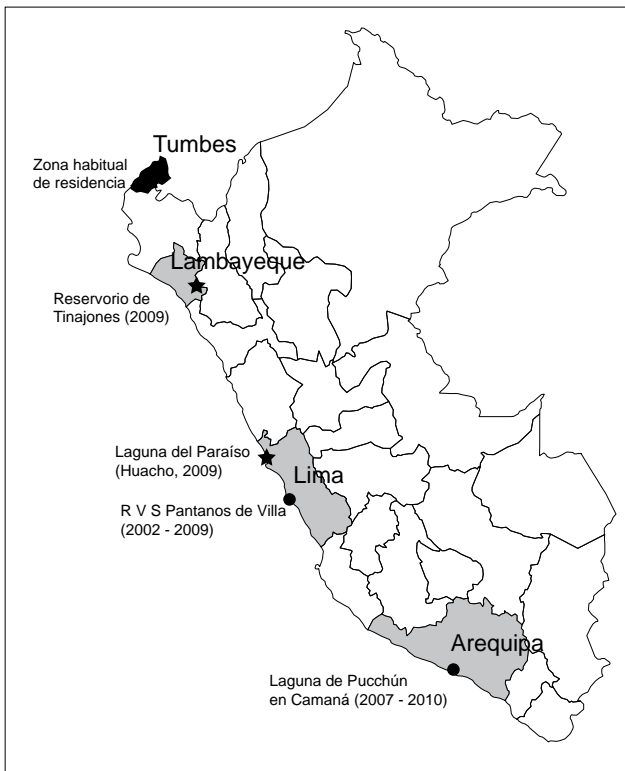 Tumbes
Zona habitual
de residencia
Lambayeque
Reservorio de
Tinajones (2009)
Laguna del Paraíso
(Huacho, 2009)
Lima
R V S Pantanos de Villa
(2002 - 2009)
Arequipa
Laguna de Pucchún
en Camaná (2007 - 2010)